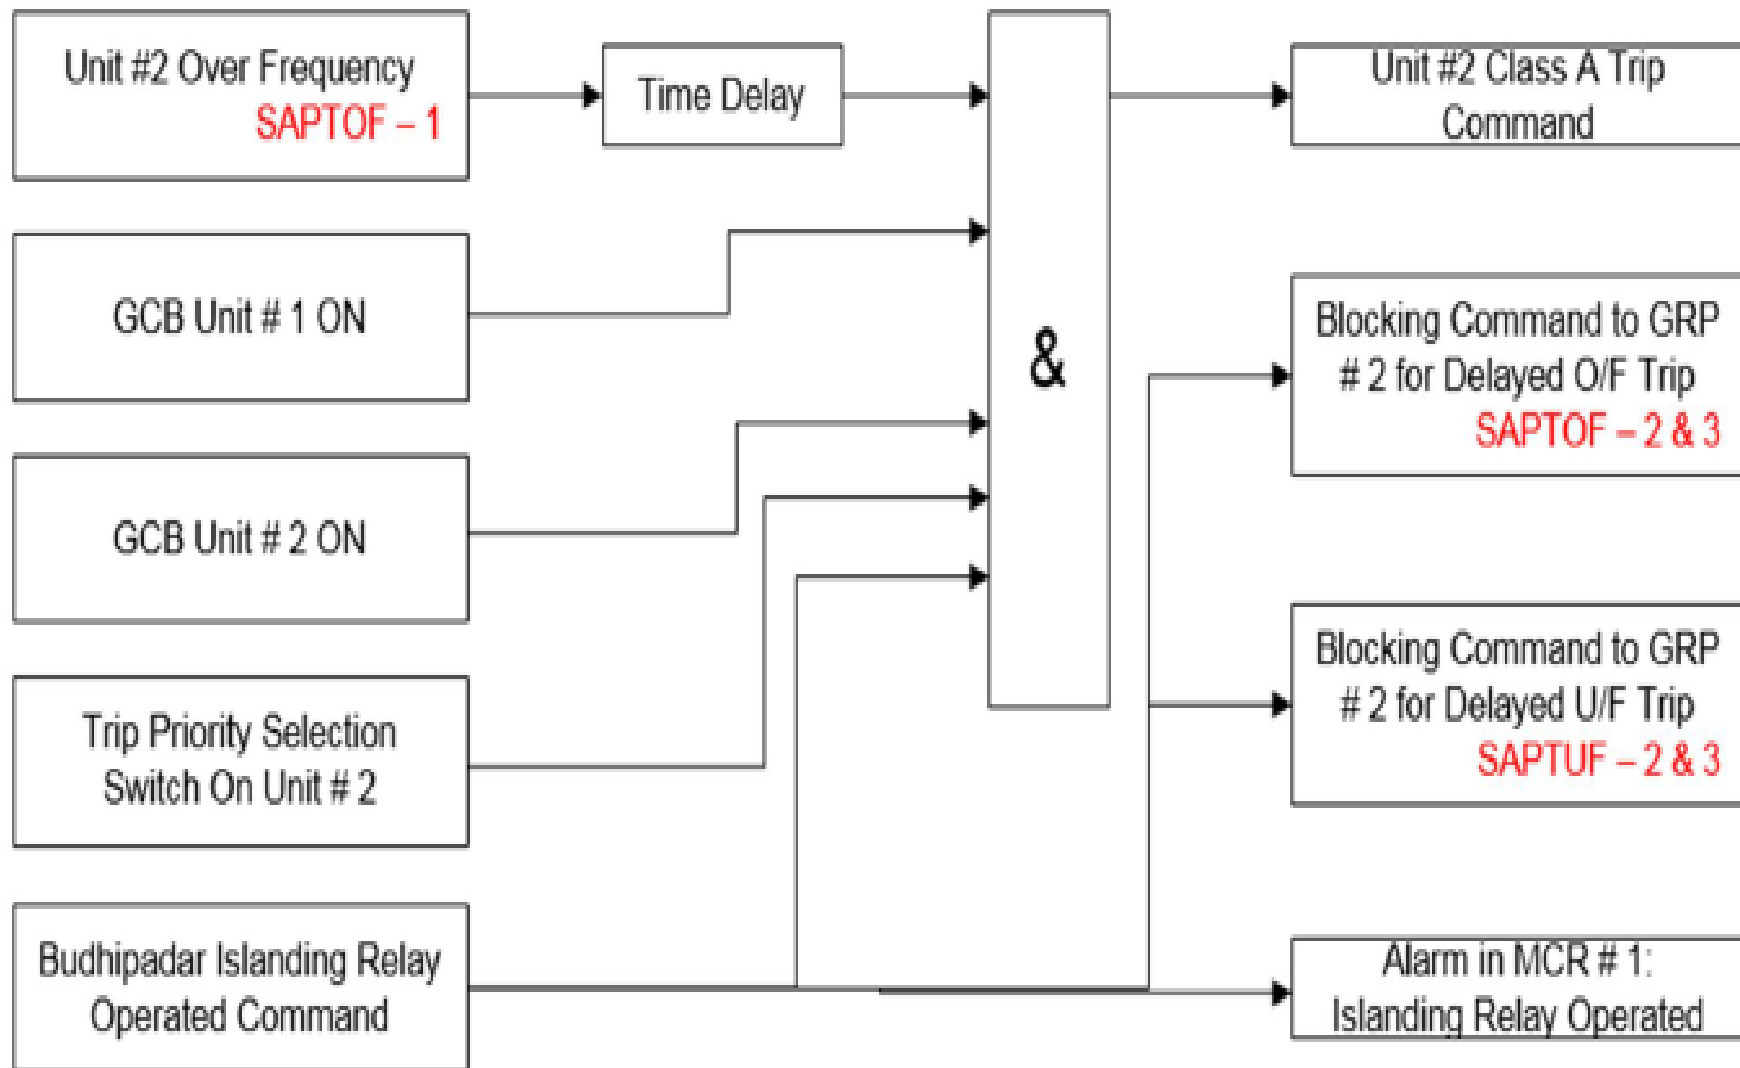 Unit #2 Over Frequency
SAPTOF – 1
Time Delay
Unit #2 Class A Trip
Command
GCB Unit # 1 ON
&
Blocking Command to GRP
# 2 for Delayed O/F Trip
SAPTOF – 2 & 3
GCB Unit # 2 ON
Blocking Command to GRP
# 2 for Delayed U/F Trip
SAPTUF – 2 & 3
Trip Priority Selection
Switch On Unit # 2
Budhipadar Islanding Relay
Operated Command
Alarm in MCR # 1:
Islanding Relay Operated